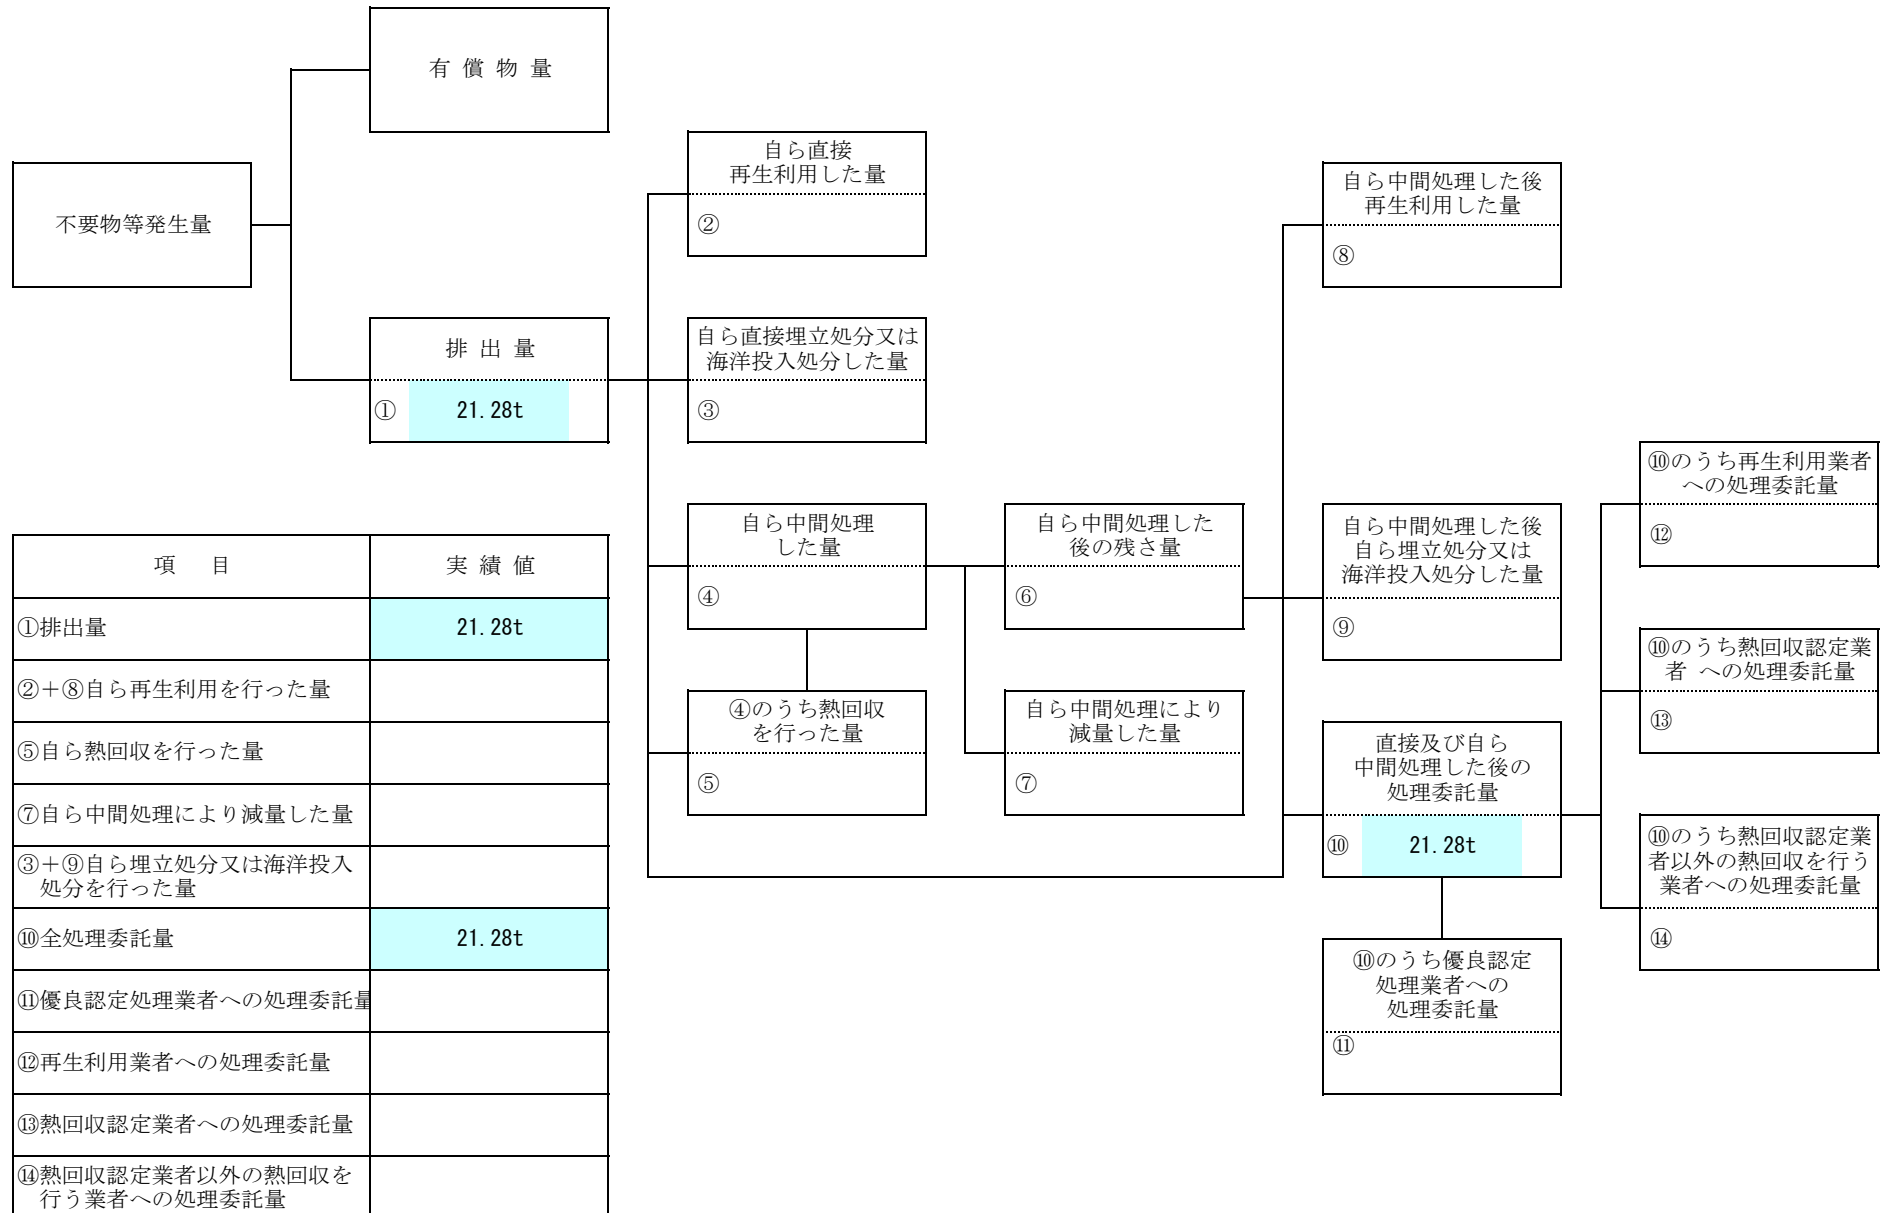 有 償 物 量
不要物等発生量
排 出 量
① 21.28t
自ら直接
再生利用した量
②
自ら直接埋立処分又は
海洋投入処分した量
③
自ら中間処理
した量
④
④のうち熱回収
を行った量
⑤
自ら中間処理した
後の残さ量
⑥
自ら中間処理により
減量した量
⑦
自ら中間処理した後
再生利用した量
⑧
自ら中間処理した後
自ら埋立処分又は
海洋投入処分した量
⑨
直接及び自ら
中間処理した後の
処理委託量
⑩ 21.28t
⑩のうち優良認定
処理業者への
処理委託量
⑪
⑩のうち再生利用業者
への処理委託量
⑫
⑩のうち熱回収認定業
者 への処理委託量
⑬
⑩のうち熱回収認定業
者以外の熱回収を行う
業者への処理委託量
⑭
項 目 実 績 値
①排出量 21.28t
②+⑧自ら再生利用を行った量
⑤自ら熱回収を行った量
⑦自ら中間処理により減量した量
③+⑨自ら埋立処分又は海洋投入
処分を行った量
⑩全処理委託量 21.28t
⑪優良認定処理業者への処理委託量
⑫再生利用業者への処理委託量
⑬熱回収認定業者への処理委託量
⑭熱回収認定業者以外の熱回収を
行う業者への処理委託量